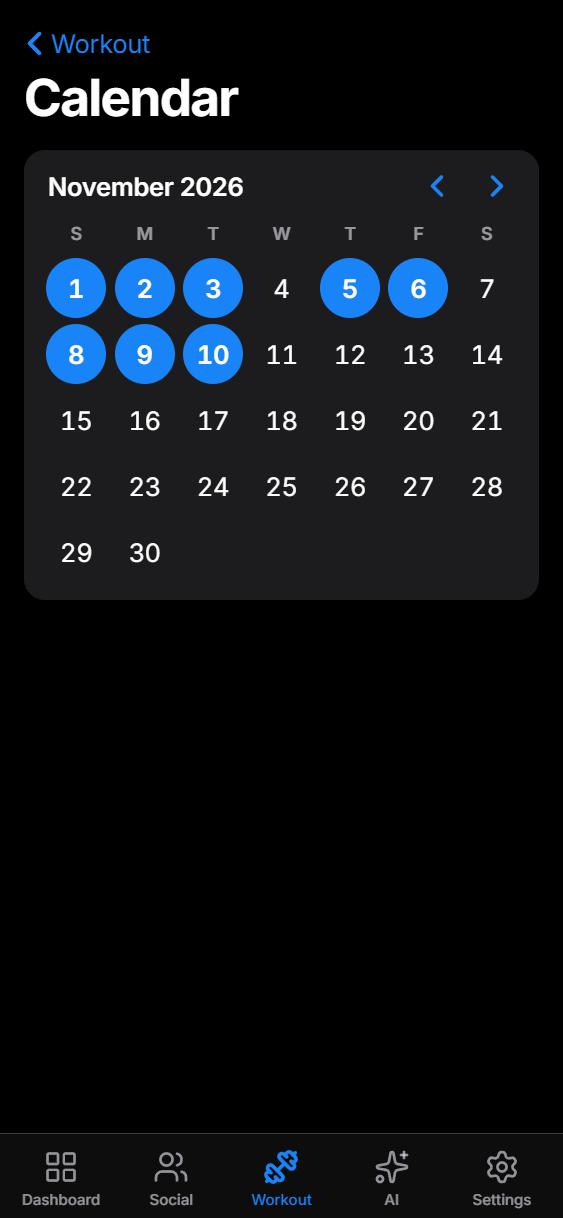 Workout
Calendar
November 2026
S M T W T F S
1 2 3 4 5 6 7
8 9 10 11 12 13 14
15 16 17 18 19 20 21
22 23 24 25 26 27 28
29 30
Dashboard Social Workout AI Settings